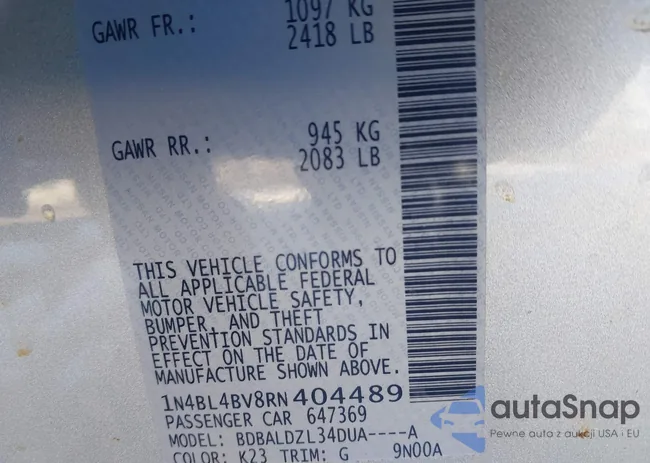 GAWR FR.: 1097 KG
2418 LB
GAWR RR.: 945 KG
2083 LB
THIS VEHICLE CONFORMS TO
ALL APPLICABLE FEDERAL
MOTOR VEHICLE SAFETY,
BUMPER, AND THEFT
PREVENTION STANDARDS IN
EFFECT ON THE DATE OF
MANUFACTURE SHOWN ABOVE.
1N4BL4BV8RN404489
PASSENGER CAR 647369
MODEL: BDBALDZL34DUA----A
COLOR: K23 TRIM: G 9N00A
autaSnap
Pewne auta z aukcji USA i EU